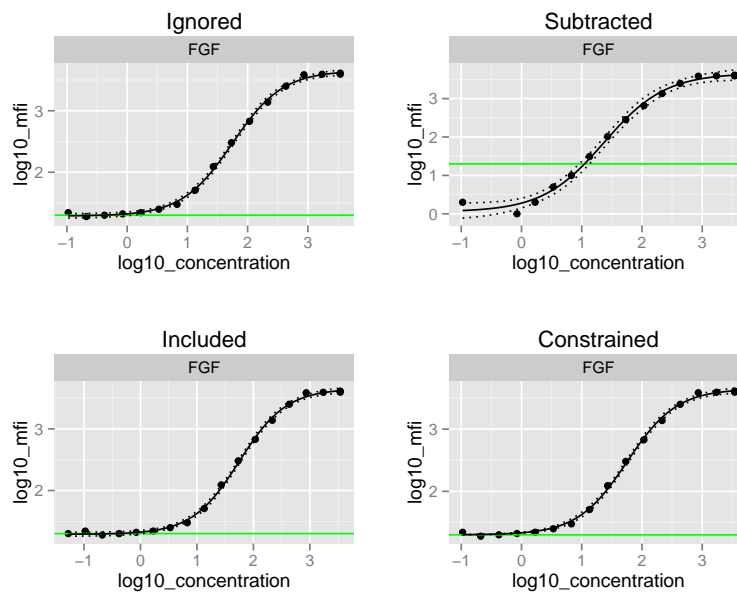 Ignored
FGF
log10_mfi
3
2
−1 0 1 2 3
log10_concentration
Subtracted
FGF
log10_mfi
3
2
1
0
−1 0 1 2 3
log10_concentration
Included
FGF
log10_mfi
3
2
−1 0 1 2 3
log10_concentration
Constrained
FGF
log10_mfi
3
2
−1 0 1 2 3
log10_concentration